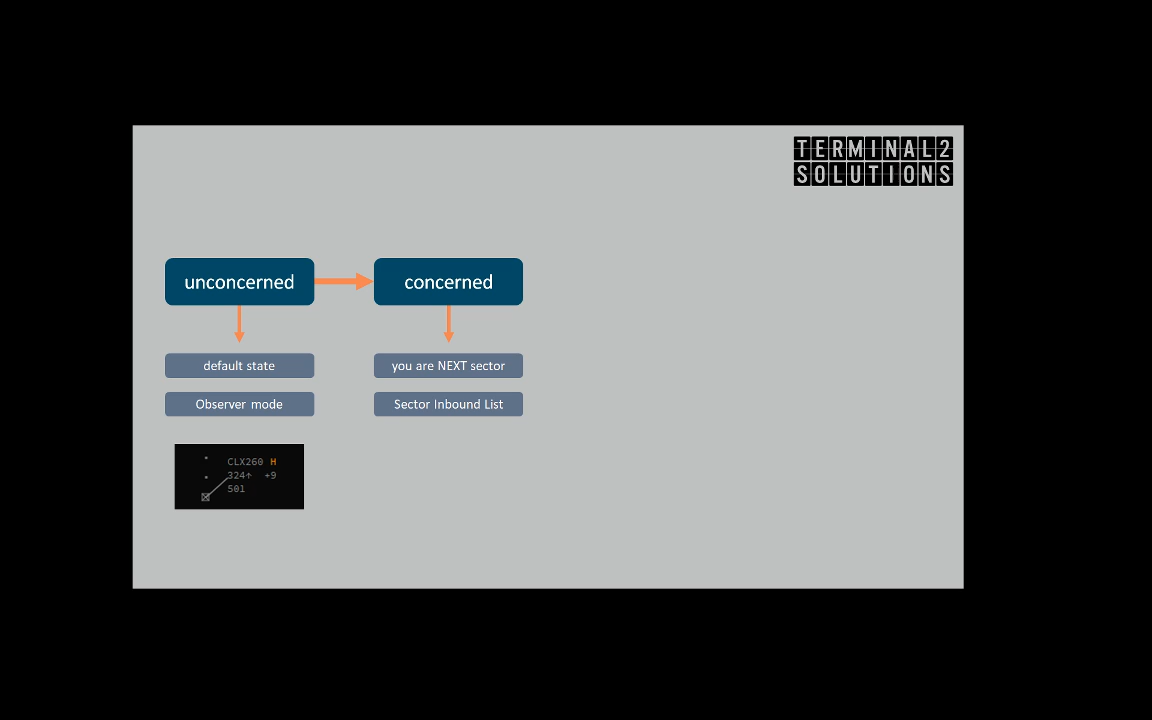 TERMINAL2
SOLUTIONS
unconcerned
concerned
default state
you are NEXT sector
Observer mode
Sector Inbound List
CLX260 H
324↑ +9
501